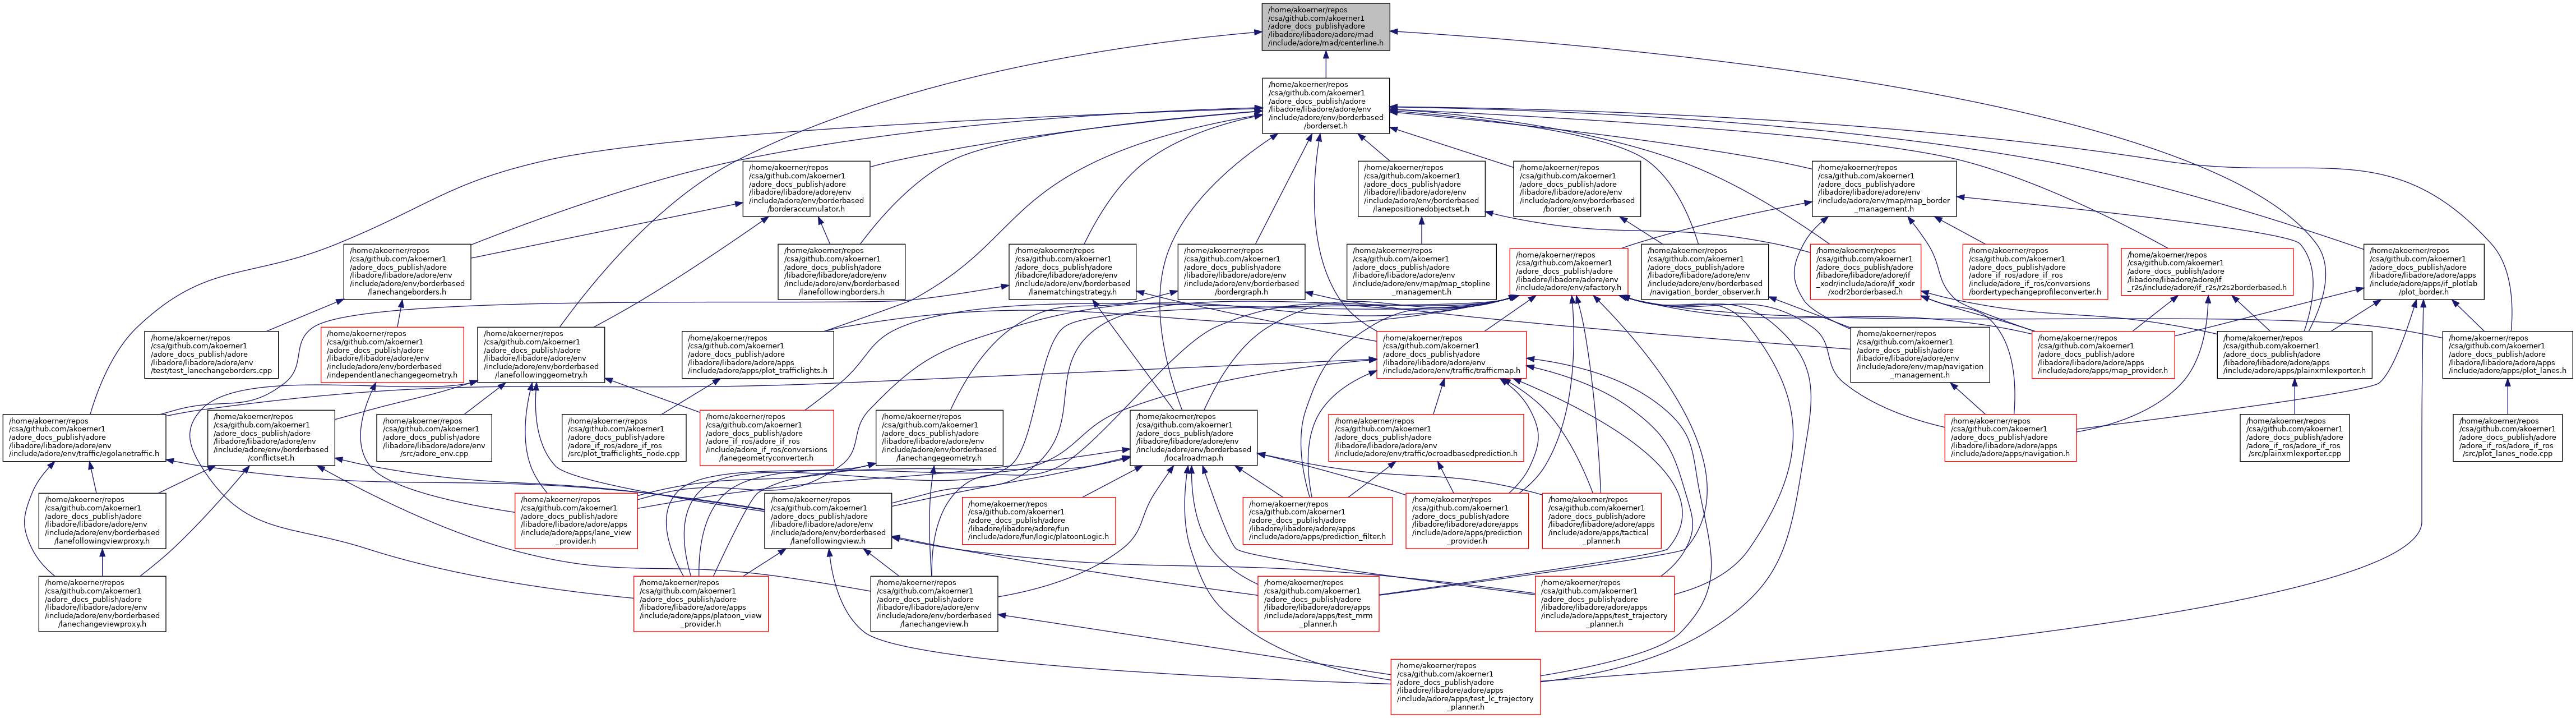 /home/akoerner/repos
/csa/github.com/akoerner1
/adore_docs_publish/adore
/libadore/libadore/adore/mad
/include/adore/mad/centerline.h
/home/akoerner/repos
/csa/github.com/akoerner1
/adore_docs_publish/adore
/libadore/libadore/adore/env
/include/adore/env/borderbased
/borderset.h
/home/akoerner/repos
/csa/github.com/akoerner1
/adore_docs_publish/adore
/libadore/libadore/adore/env
/include/adore/env/borderbased
/borderaccumulator.h
/home/akoerner/repos
/csa/github.com/akoerner1
/adore_docs_publish/adore
/libadore/libadore/adore/env
/include/adore/env/borderbased
/lanepositionedobjectset.h
/home/akoerner/repos
/csa/github.com/akoerner1
/adore_docs_publish/adore
/libadore/libadore/adore/env
/include/adore/env/borderbased
/border_observer.h
/home/akoerner/repos
/csa/github.com/akoerner1
/adore_docs_publish/adore
/libadore/libadore/adore/env
/include/adore/env/map/map_border
_management.h
/home/akoerner/repos
/csa/github.com/akoerner1
/adore_docs_publish/adore
/libadore/libadore/adore/env
/include/adore/env/borderbased
/lanechangeborders.h
/home/akoerner/repos
/csa/github.com/akoerner1
/adore_docs_publish/adore
/libadore/libadore/adore/env
/include/adore/env/borderbased
/lanefollowingborders.h
/home/akoerner/repos
/csa/github.com/akoerner1
/adore_docs_publish/adore
/libadore/libadore/adore/env
/include/adore/env/borderbased
/lanematchingstrategy.h
/home/akoerner/repos
/csa/github.com/akoerner1
/adore_docs_publish/adore
/libadore/libadore/adore/env
/include/adore/env/borderbased
/bordergraph.h
/home/akoerner/repos
/csa/github.com/akoerner1
/adore_docs_publish/adore
/libadore/libadore/adore/env
/include/adore/env/map/map_stopline
_management.h
/home/akoerner/repos
/csa/github.com/akoerner1
/adore_docs_publish/adore
/libadore/libadore/adore/env
/include/adore/env/afactory.h
/home/akoerner/repos
/csa/github.com/akoerner1
/adore_docs_publish/adore
/libadore/libadore/adore/env
/include/adore/env/borderbased
/navigation_border_observer.h
/home/akoerner/repos
/csa/github.com/akoerner1
/adore_docs_publish/adore
/libadore/libadore/adore/if
_xodr/include/adore/if_xodr
/xodr2borderbased.h
/home/akoerner/repos
/csa/github.com/akoerner1
/adore_docs_publish/adore
/adore_if_ros/adore_if_ros
/include/adore_if_ros/conversions
/bordertypechangeprofileconverter.h
/home/akoerner/repos
/csa/github.com/akoerner1
/adore_docs_publish/adore
/libadore/libadore/adore/if
_r2s/include/adore/if_r2s/r2s2borderbased.h
/home/akoerner/repos
/csa/github.com/akoerner1
/adore_docs_publish/adore
/libadore/libadore/adore/apps
/include/adore/apps/if_plotlab
/plot_border.h
/home/akoerner/repos
/csa/github.com/akoerner1
/adore_docs_publish/adore
/libadore/libadore/adore/env
/test/test_lanechangeborders.cpp
/home/akoerner/repos
/csa/github.com/akoerner1
/adore_docs_publish/adore
/libadore/libadore/adore/env
/include/adore/env/borderbased
/independentlanechangegeometry.h
/home/akoerner/repos
/csa/github.com/akoerner1
/adore_docs_publish/adore
/libadore/libadore/adore/env
/include/adore/env/borderbased
/lanefollowinggeometry.h
/home/akoerner/repos
/csa/github.com/akoerner1
/adore_docs_publish/adore
/libadore/libadore/adore/apps
/include/adore/apps/plot_trafficlights.h
/home/akoerner/repos
/csa/github.com/akoerner1
/adore_docs_publish/adore
/libadore/libadore/adore/env
/include/adore/env/traffic/trafficmap.h
/home/akoerner/repos
/csa/github.com/akoerner1
/adore_docs_publish/adore
/libadore/libadore/adore/env
/include/adore/env/map/navigation
_management.h
/home/akoerner/repos
/csa/github.com/akoerner1
/adore_docs_publish/adore
/libadore/libadore/adore/apps
/include/adore/apps/map_provider.h
/home/akoerner/repos
/csa/github.com/akoerner1
/adore_docs_publish/adore
/libadore/libadore/adore/apps
/include/adore/apps/plainxmlexporter.h
/home/akoerner/repos
/csa/github.com/akoerner1
/adore_docs_publish/adore
/libadore/libadore/adore/apps
/include/adore/apps/plot_lanes.h
/home/akoerner/repos
/csa/github.com/akoerner1
/adore_docs_publish/adore
/libadore/libadore/adore/env
/include/adore/env/traffic/egolanetraffic.h
/home/akoerner/repos
/csa/github.com/akoerner1
/adore_docs_publish/adore
/libadore/libadore/adore/env
/include/adore/env/borderbased
/conflictset.h
/home/akoerner/repos
/csa/github.com/akoerner1
/adore_docs_publish/adore
/libadore/libadore/adore/env
/src/adore_env.cpp
/home/akoerner/repos
/csa/github.com/akoerner1
/adore_docs_publish/adore
/adore_if_ros/adore_if_ros
/src/plot_trafficlights_node.cpp
/home/akoerner/repos
/csa/github.com/akoerner1
/adore_docs_publish/adore
/adore_if_ros/adore_if_ros
/include/adore_if_ros/conversions
/lanegeometryconverter.h
/home/akoerner/repos
/csa/github.com/akoerner1
/adore_docs_publish/adore
/libadore/libadore/adore/env
/include/adore/env/borderbased
/lanechangegeometry.h
/home/akoerner/repos
/csa/github.com/akoerner1
/adore_docs_publish/adore
/libadore/libadore/adore/env
/include/adore/env/borderbased
/localroadmap.h
/home/akoerner/repos
/csa/github.com/akoerner1
/adore_docs_publish/adore
/libadore/libadore/adore/env
/include/adore/env/traffic/ocroadbasedprediction.h
/home/akoerner/repos
/csa/github.com/akoerner1
/adore_docs_publish/adore
/libadore/libadore/adore/apps
/include/adore/apps/navigation.h
/home/akoerner/repos
/csa/github.com/akoerner1
/adore_docs_publish/adore
/adore_if_ros/adore_if_ros
/src/plainxmlexporter.cpp
/home/akoerner/repos
/csa/github.com/akoerner1
/adore_docs_publish/adore
/adore_if_ros/adore_if_ros
/src/plot_lanes_node.cpp
/home/akoerner/repos
/csa/github.com/akoerner1
/adore_docs_publish/adore
/libadore/libadore/adore/env
/include/adore/env/borderbased
/lanefollowingviewproxy.h
/home/akoerner/repos
/csa/github.com/akoerner1
/adore_docs_publish/adore
/libadore/libadore/adore/apps
/include/adore/apps/lane_view
_provider.h
/home/akoerner/repos
/csa/github.com/akoerner1
/adore_docs_publish/adore
/libadore/libadore/adore/env
/include/adore/env/borderbased
/lanefollowingview.h
/home/akoerner/repos
/csa/github.com/akoerner1
/adore_docs_publish/adore
/libadore/libadore/adore/fun
/include/adore/fun/logic/platoonLogic.h
/home/akoerner/repos
/csa/github.com/akoerner1
/adore_docs_publish/adore
/libadore/libadore/adore/apps
/include/adore/apps/prediction_filter.h
/home/akoerner/repos
/csa/github.com/akoerner1
/adore_docs_publish/adore
/libadore/libadore/adore/apps
/include/adore/apps/prediction
_provider.h
/home/akoerner/repos
/csa/github.com/akoerner1
/adore_docs_publish/adore
/libadore/libadore/adore/apps
/include/adore/apps/tactical
_planner.h
/home/akoerner/repos
/csa/github.com/akoerner1
/adore_docs_publish/adore
/libadore/libadore/adore/env
/include/adore/env/borderbased
/lanechangeviewproxy.h
/home/akoerner/repos
/csa/github.com/akoerner1
/adore_docs_publish/adore
/libadore/libadore/adore/apps
/include/adore/apps/platoon_view
_provider.h
/home/akoerner/repos
/csa/github.com/akoerner1
/adore_docs_publish/adore
/libadore/libadore/adore/env
/include/adore/env/borderbased
/lanechangeview.h
/home/akoerner/repos
/csa/github.com/akoerner1
/adore_docs_publish/adore
/libadore/libadore/adore/apps
/include/adore/apps/test_mrm
_planner.h
/home/akoerner/repos
/csa/github.com/akoerner1
/adore_docs_publish/adore
/libadore/libadore/adore/apps
/include/adore/apps/test_trajectory
_planner.h
/home/akoerner/repos
/csa/github.com/akoerner1
/adore_docs_publish/adore
/libadore/libadore/adore/apps
/include/adore/apps/test_lc_trajectory
_planner.h